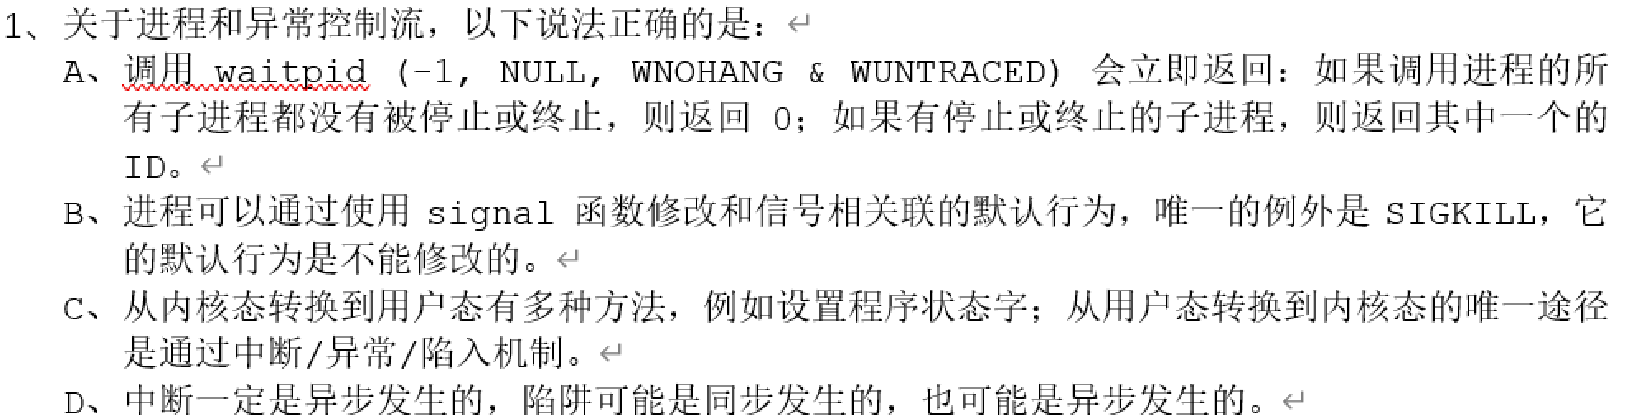 1、关于进程和异常控制流，以下说法正确的是：↵
A、调用 waitpid (-1, NULL, WNOHANG & WUNTRACED) 会立即返回：如果调用进程的所
有子进程都没有被停止或终止，则返回 0；如果有停止或终止的子进程，则返回其中一个的
ID。↵
B、进程可以通过使用 signal 函数修改和信号相关联的默认行为，唯一的例外是 SIGKILL，它
的默认行为是不能修改的。↵
C、从内核态转换到用户态有多种方法，例如设置程序状态字；从用户态转换到内核态的唯一途径
是通过中断/异常/陷入机制。↵
D、中断一定是异步发生的，陷阱可能是同步发生的，也可能是异步发生的。↵